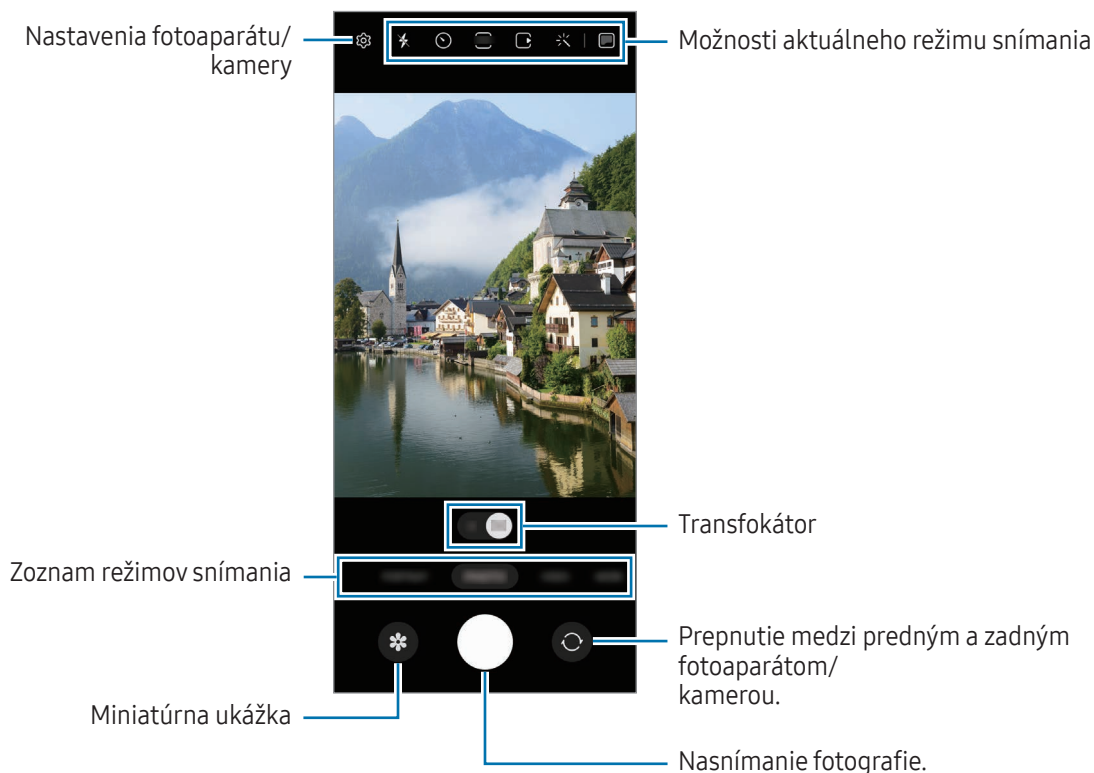 Nastavenia fotoaparátu/
kamery
Možnosti aktuálneho režimu snímania
Transfokátor
Zoznam režimov snímania
Prepnutie medzi predným a zadným
fotoaparátom/
kamerou.
Miniatúrna ukážka
Nasnímanie fotografie.